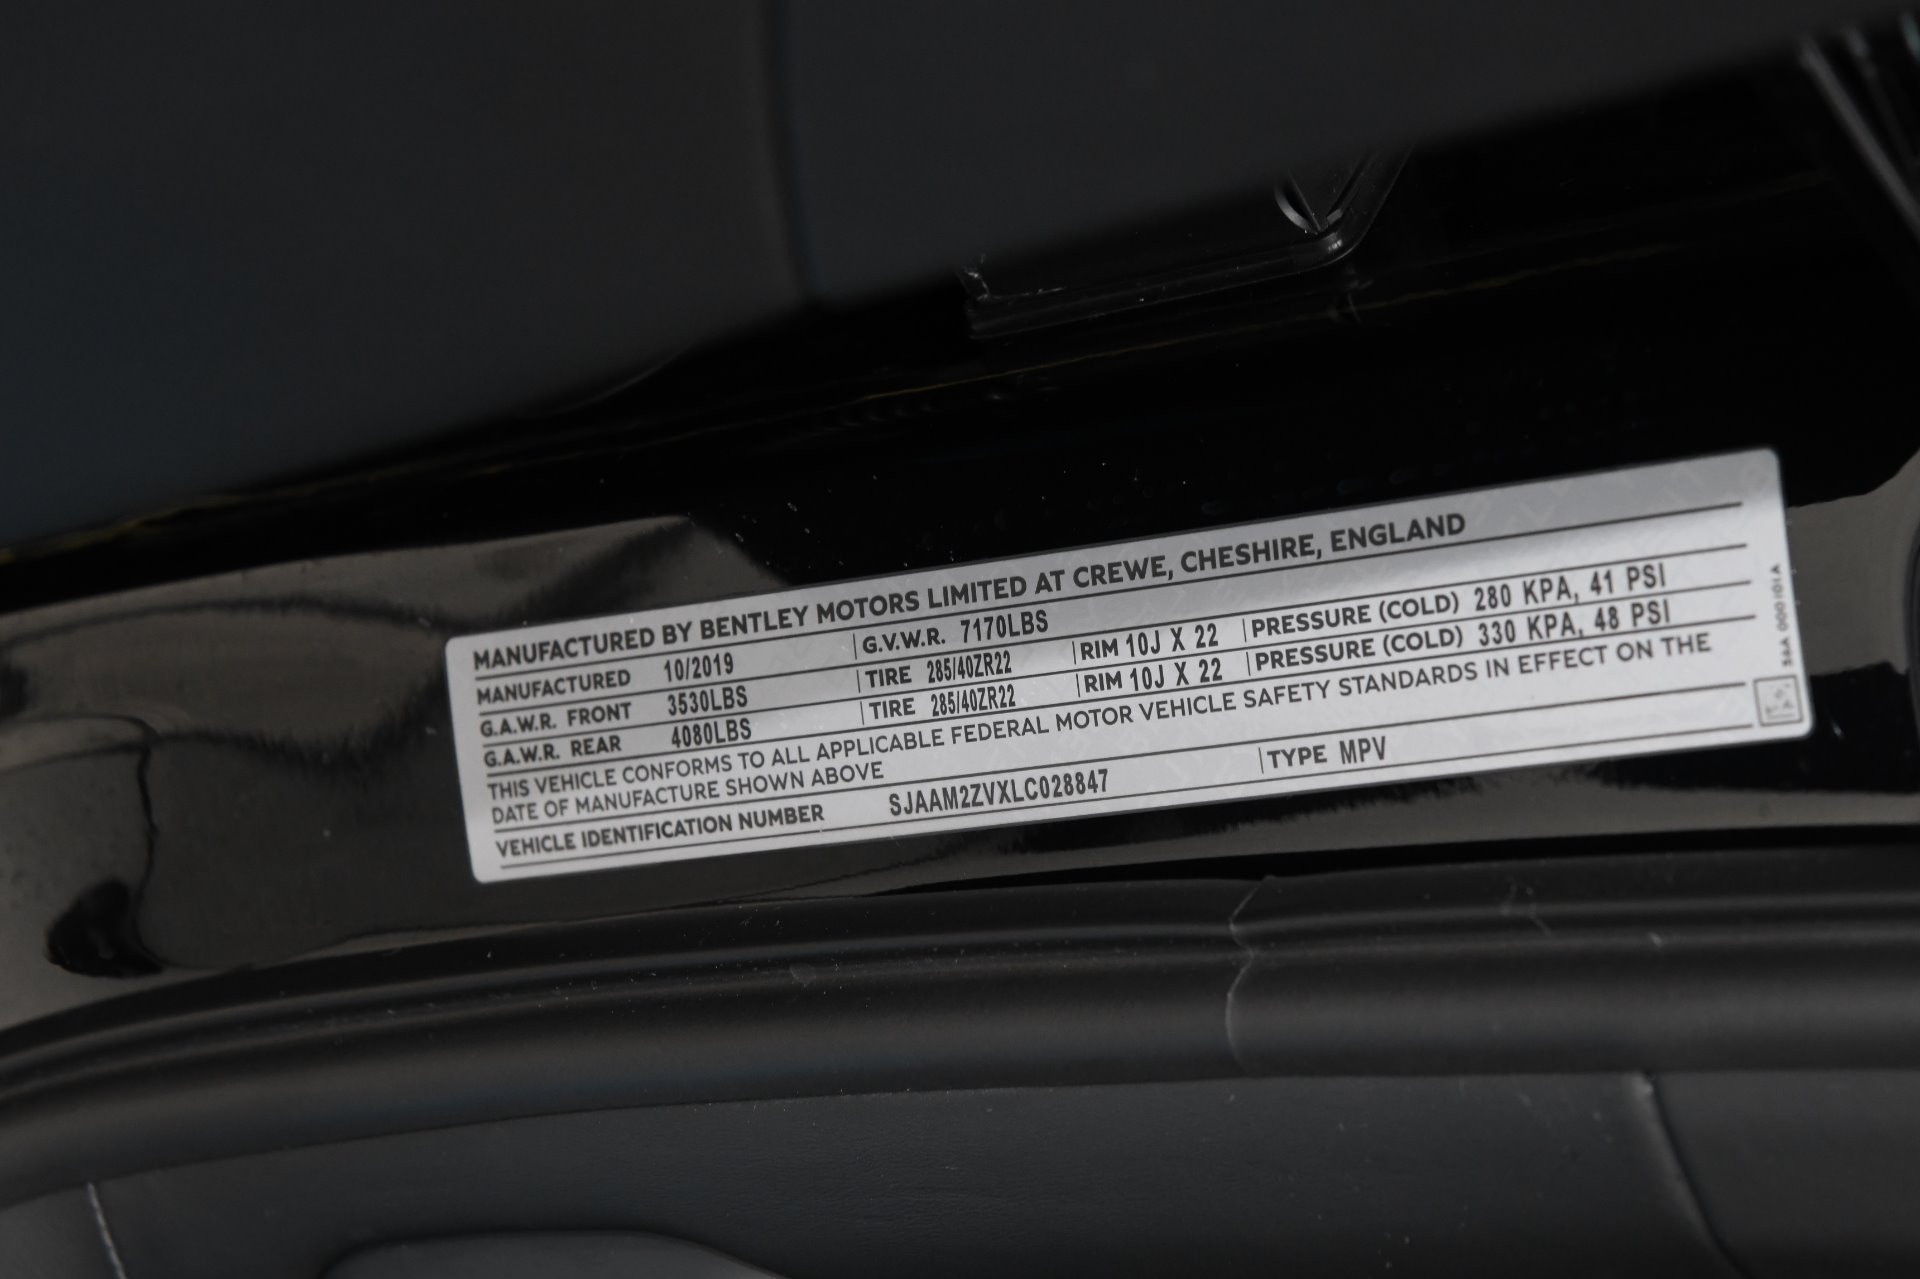 MANUFACTURED BY BENTLEY MOTORS LIMITED AT CREWE, CHESHIRE, ENGLAND
MANUFACTURED 10/2019 G.V.W.R. 7170LBS
G.A.W.R. FRONT 3530LBS TIRE 285/40ZR22 RIM 10J X 22 PRESSURE (COLD) 280 KPA, 41 PSI
G.A.W.R. REAR 4080LBS TIRE 285/40ZR22 RIM 10J X 22 PRESSURE (COLD) 330 KPA, 48 PSI
THIS VEHICLE CONFORMS TO ALL APPLICABLE FEDERAL MOTOR VEHICLE SAFETY STANDARDS IN EFFECT ON THE
DATE OF MANUFACTURE SHOWN ABOVE
VEHICLE IDENTIFICATION NUMBER SJAAM2ZVXLC028847 TYPE MPV
36A 000101A